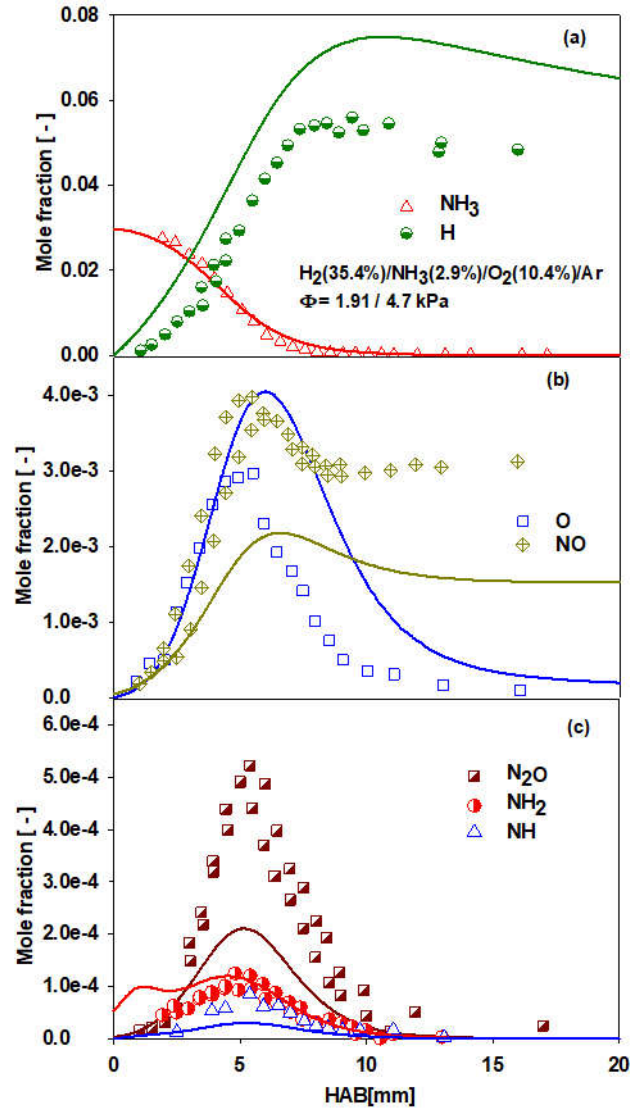 0.08
(a)
0.06
Mole fraction [ - ]
0.04
NH3
H
0.02
H2(35.4%)/NH3(2.9%)/O2(10.4%)/Ar
Φ= 1.91 / 4.7 kPa
0.00
(b)
4.0e-3
Mole fraction [ - ]
3.0e-3
O
NO
2.0e-3
1.0e-3
0.0
(c)
6.0e-4
N2O
5.0e-4
NH2
NH
Mole fraction [ - ]
4.0e-4
3.0e-4
2.0e-4
1.0e-4
0.0
0 5 10 15 20
HAB[mm]